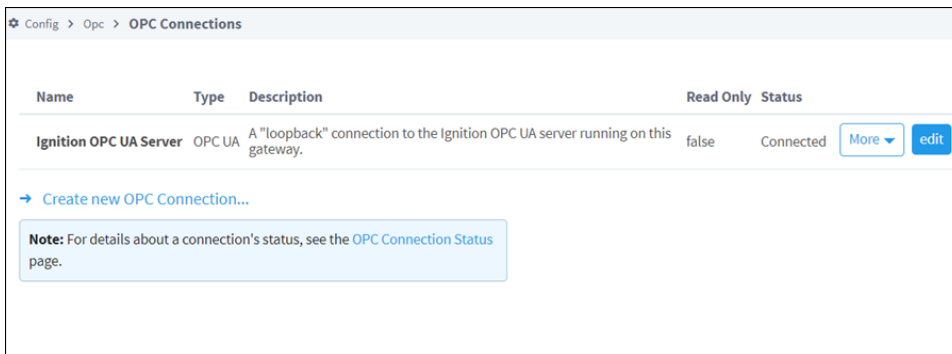 Config > Opc > OPC Connections
Name Type Description Read Only Status
Ignition OPC UA Server OPC UA A "loopback" connection to the Ignition OPC UA server running on this gateway. false Connected More edit
Create new OPC Connection...
Note: For details about a connection's status, see the OPC Connection Status
page.